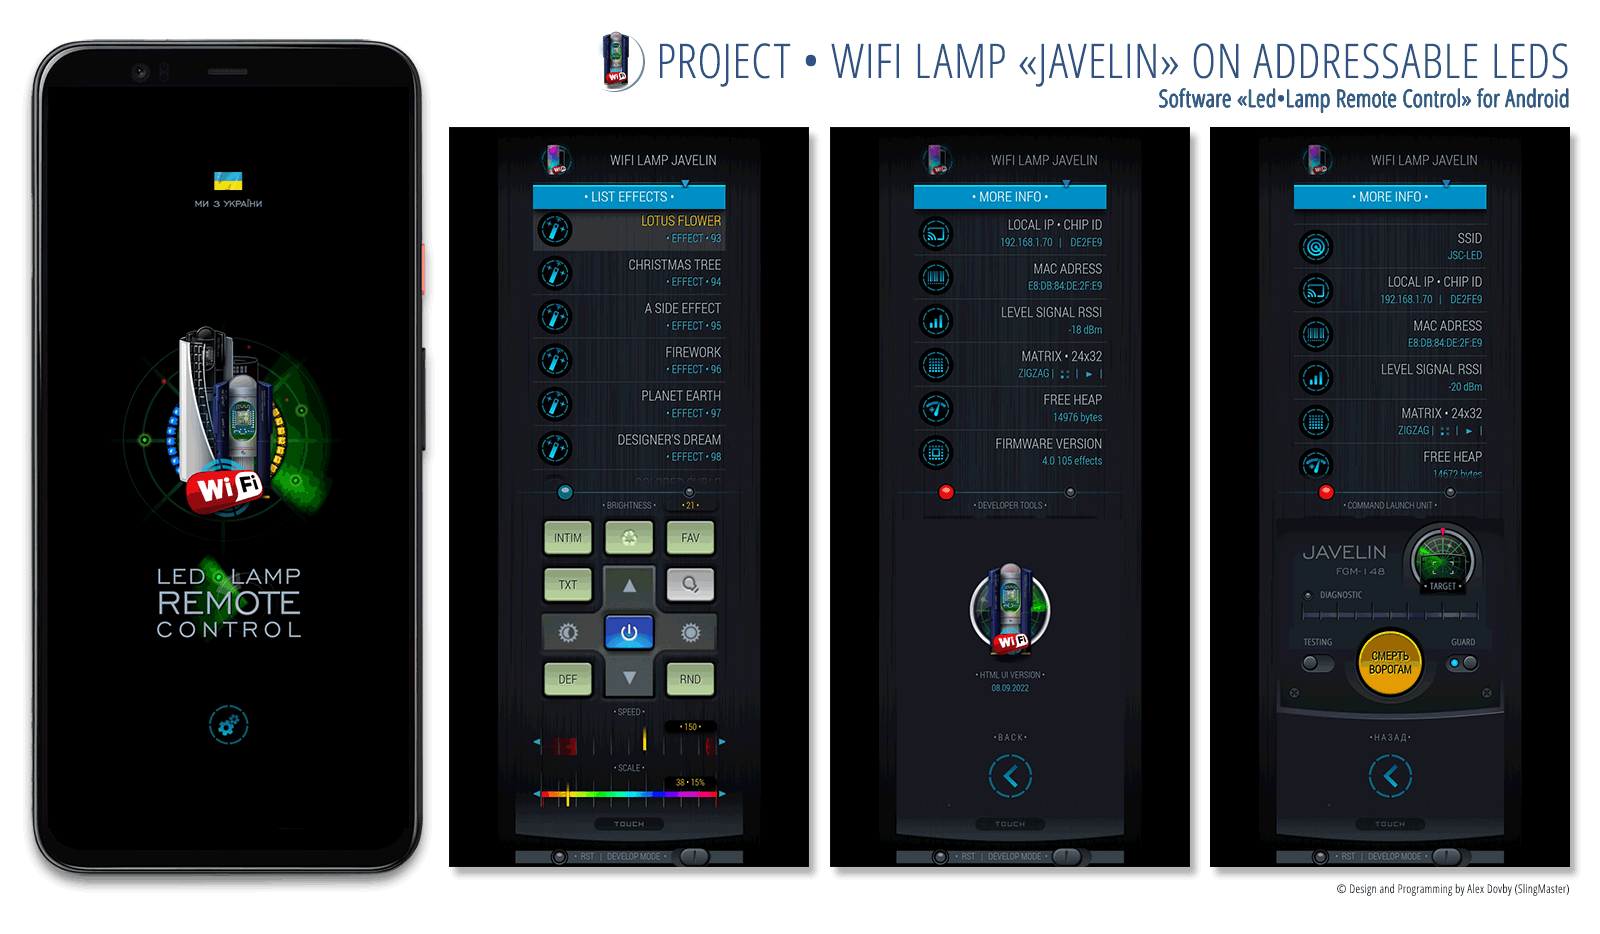 PROJECT • WIFI LAMP «JAVELIN» ON ADDRESSABLE LEDS
Software «Led•Lamp Remote Control» for Android
WiFi
МИ З УКРАЇНИ
WiFi
LED • LAMP
REMOTE
CONTROL
WIFI LAMP JAVELIN
• LIST EFFECTS •
LOTUS FLOWER
• EFFECT • 93
CHRISTMAS TREE
• EFFECT • 94
A SIDE EFFECT
• EFFECT • 95
FIREWORK
• EFFECT • 96
PLANET EARTH
• EFFECT • 97
DESIGNER'S DREAM
• EFFECT • 98
• BRIGHTNESS •
• 21 •
INTIM
FAV
TXT
DEF
RND
• SPEED •
• 150 •
• SCALE •
38 • 15%
TOUCH
• RST | DEVELOP MODE •
WIFI LAMP JAVELIN
• MORE INFO •
LOCAL IP • CHIP ID
192.168.1.70 | DE2FE9
MAC ADRESS
E8:DB:84:DE:2F:E9
LEVEL SIGNAL RSSI
-18 dBm
MATRIX • 24x32
ZIGZAG | | |
FREE HEAP
14976 bytes
FIRMWARE VERSION
4.0 105 effects
• DEVELOPER TOOLS •
WiFi
• HTML UI VERSION •
08.09.2022
• BACK •
TOUCH
• RST | DEVELOP MODE •
WIFI LAMP JAVELIN
• MORE INFO •
SSID
JSC-LED
LOCAL IP • CHIP ID
192.168.1.70 | DE2FE9
MAC ADRESS
E8:DB:84:DE:2F:E9
LEVEL SIGNAL RSSI
-20 dBm
MATRIX • 24x32
ZIGZAG | | |
FREE HEAP
14672 bytes
• COMMAND LAUNCH UNIT •
JAVELIN
FGM-148
• TARGET •
DIAGNOSTIC
TESTING
GUARD
СМЕРТЬ
ВОРОГАМ
• НАЗАД •
TOUCH
• RST | DEVELOP MODE •
© Design and Programming by Alex Dovby (SlingMaster)